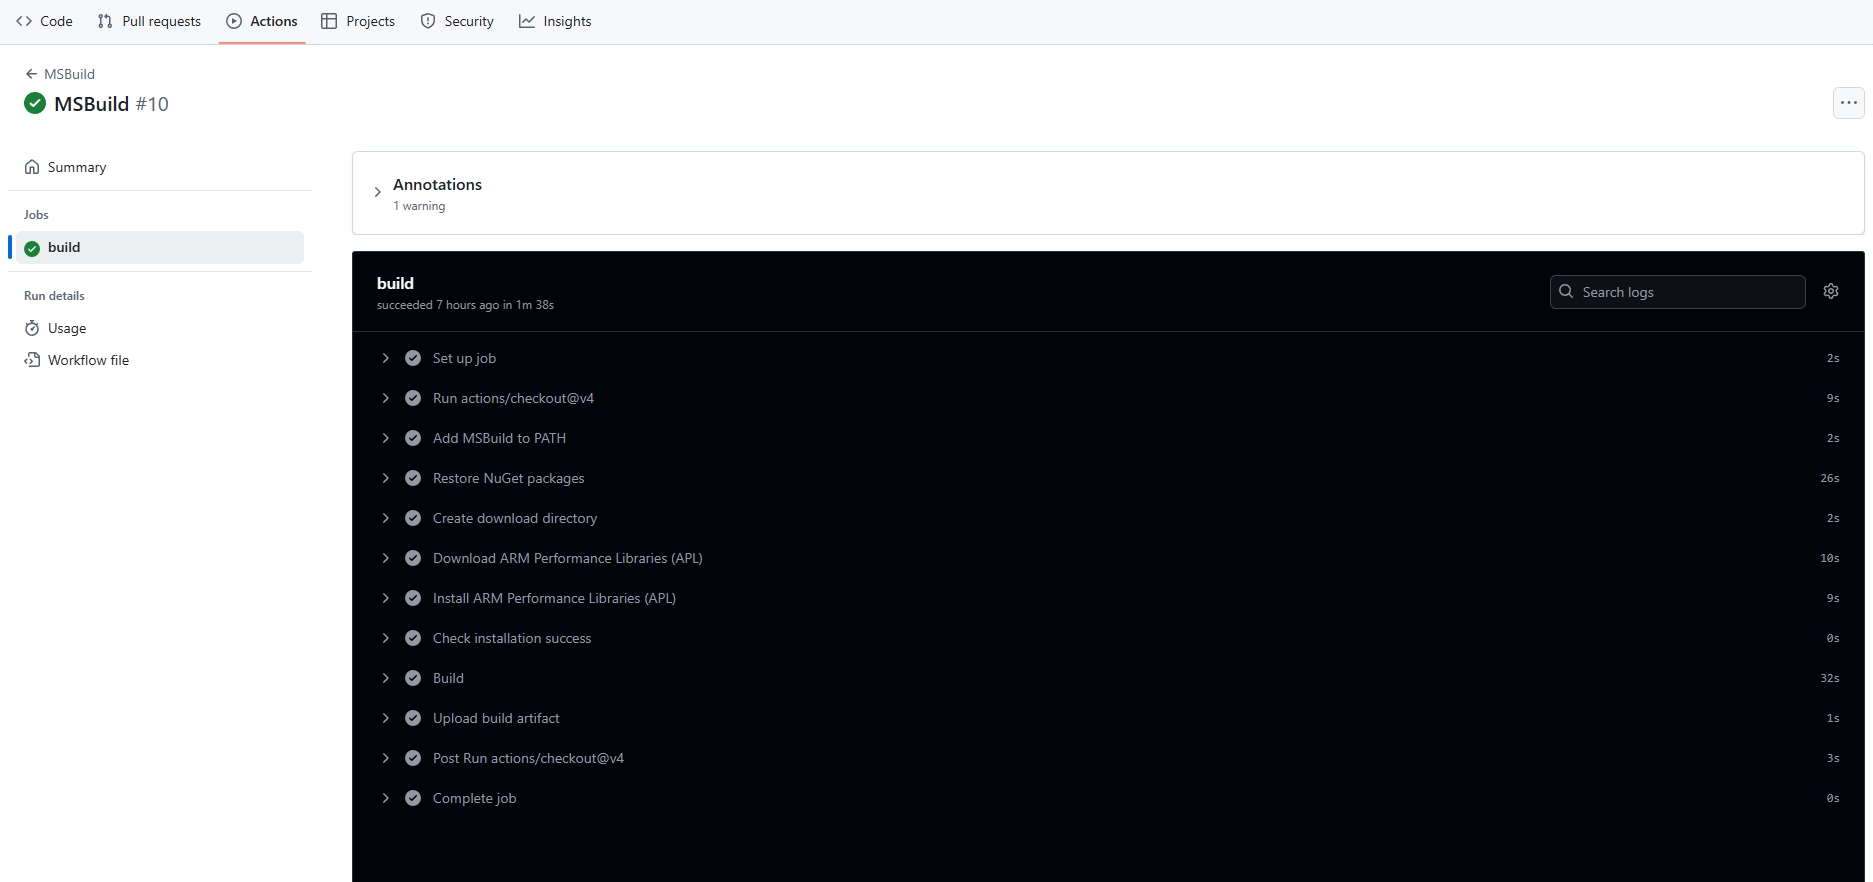 Code Pull requests Actions Projects Security Insights
MSBuild
MSBuild #10
Summary
Jobs
build
Run details
Usage
Workflow file
Annotations
1 warning
build
succeeded 7 hours ago in 1m 38s
Search logs
Set up job 2s
Run actions/checkout@v4 9s
Add MSBuild to PATH 2s
Restore NuGet packages 26s
Create download directory 2s
Download ARM Performance Libraries (APL) 10s
Install ARM Performance Libraries (APL) 9s
Check installation success 0s
Build 32s
Upload build artifact 1s
Post Run actions/checkout@v4 3s
Complete job 0s